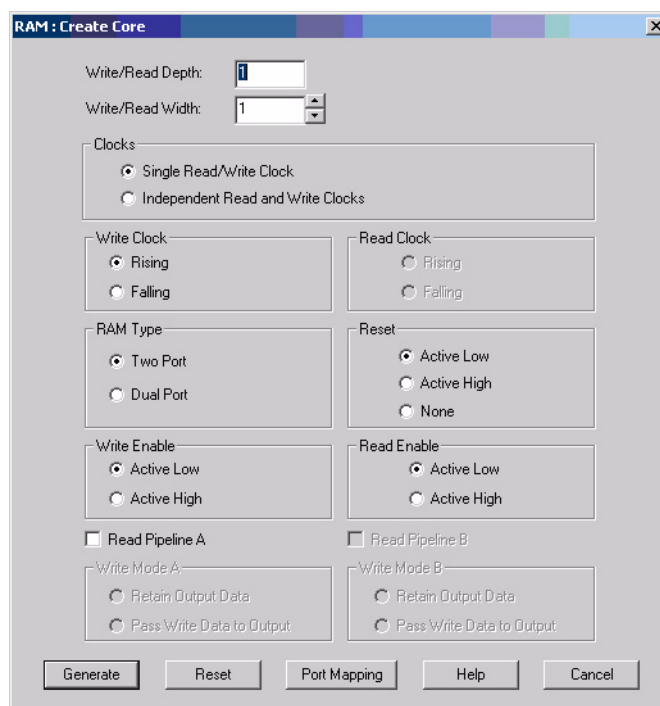 RAM : Create Core
Write/Read Depth: 1
Write/Read Width: 1
Clocks
Single Read/Write Clock
Independent Read and Write Clocks
Write Clock
Rising
Falling
Read Clock
Rising
Falling
RAM Type
Two Port
Dual Port
Reset
Active Low
Active High
None
Write Enable
Active Low
Active High
Read Enable
Active Low
Active High
Read Pipeline A
Read Pipeline B
Write Mode A
Retain Output Data
Pass Write Data to Output
Write Mode B
Retain Output Data
Pass Write Data to Output
Generate Reset Port Mapping Help Cancel